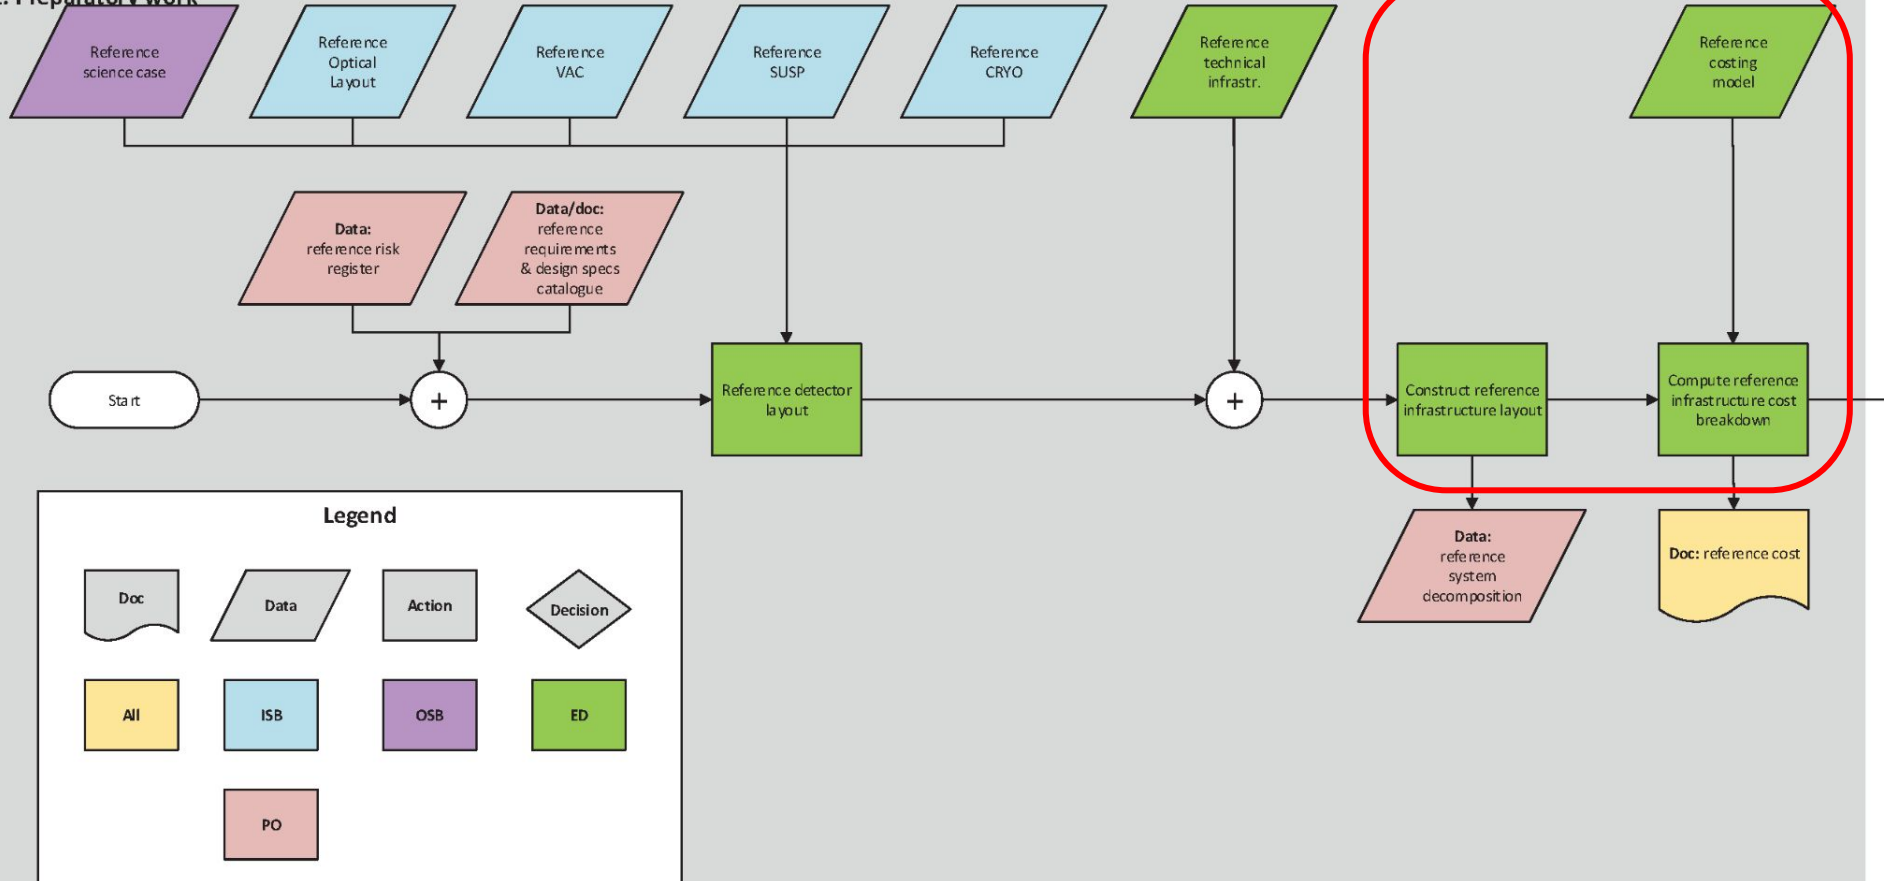 Preparatory work
Reference
science case
Reference
Optical
Layout
Reference
VAC
Reference
SUSP
Reference
CRYO
Reference
technical
infrastr.
Reference
costing
model
Data:
reference risk
register
Data/doc:
reference
requirements
& design specs
catalogue
Start
+
Reference detector
layout
+
Construct reference
infrastructure layout
Compute reference
infrastructure cost
breakdown
Data:
reference
system
decomposition
Doc: reference cost
Legend
Doc
Data
Action
Decision
All
ISB
OSB
ED
PO